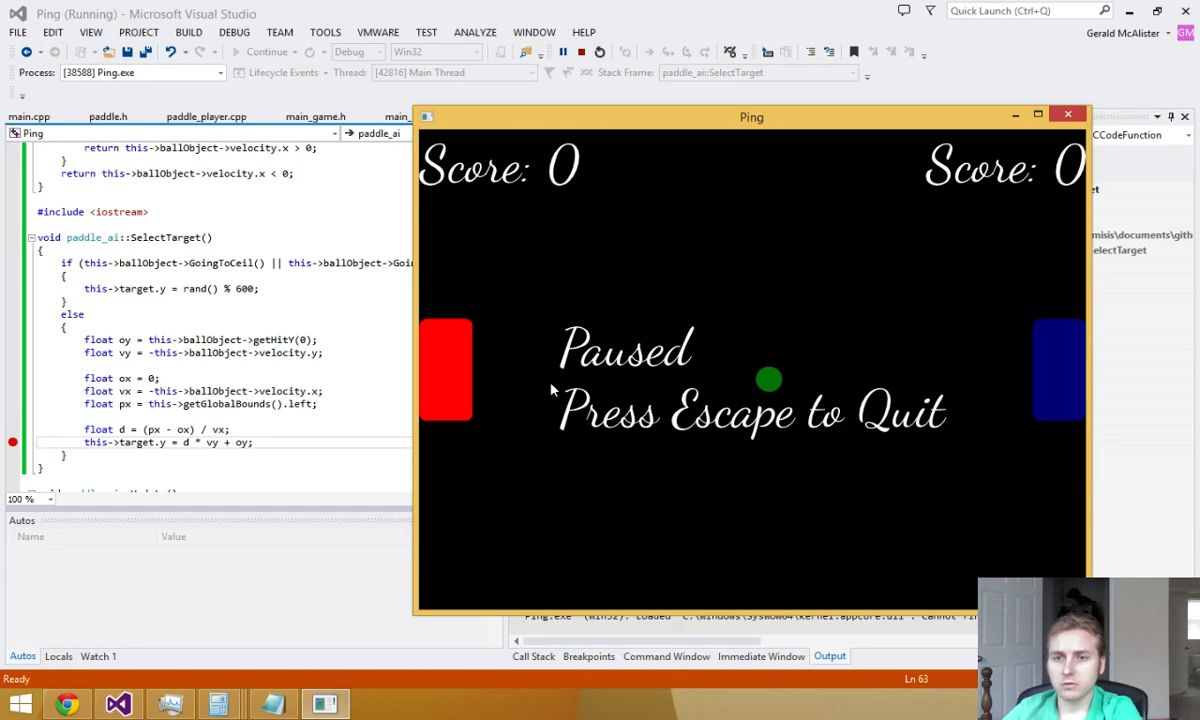 Ping (Running) - Microsoft Visual Studio
Quick Launch (Ctrl+Q)
FILE EDIT VIEW PROJECT BUILD DEBUG TEAM TOOLS VMWARE TEST ANALYZE WINDOW HELP
Gerald McAlister GM
Continue Debug Win32
Process: [38588] Ping.exe Lifecycle Events Thread: [42816] Main Thread Stack Frame: paddle_ai::SelectTarget
main.cpp paddle.h paddle_player.cpp main_game.h main_
Ping paddle_ai
Ping
CCodeFunction
return this->ballObject->velocity.x > 0;
}
return this->ballObject->velocity.x < 0;
}
#include <iostream>
void paddle_ai::SelectTarget()
{
if (this->ballObject->GoingToCeil() || this->ballObject->Goi
{
this->target.y = rand() % 600;
}
else
{
float oy = this->ballObject->getHitY(0);
float vy = -this->ballObject->velocity.y;
float ox = 0;
float vx = -this->ballObject->velocity.x;
float px = this->getGlobalBounds().left;
float d = (px - ox) / vx;
this->target.y = d * vy + oy;
}
}
Score: 0
Score: 0
Paused
Press Escape to Quit
et
misis\documents\gith
electTarget
100 %
Autos
Name Value
Autos Locals Watch 1
Call Stack Breakpoints Command Window Immediate Window Output
Ready
Ln 63